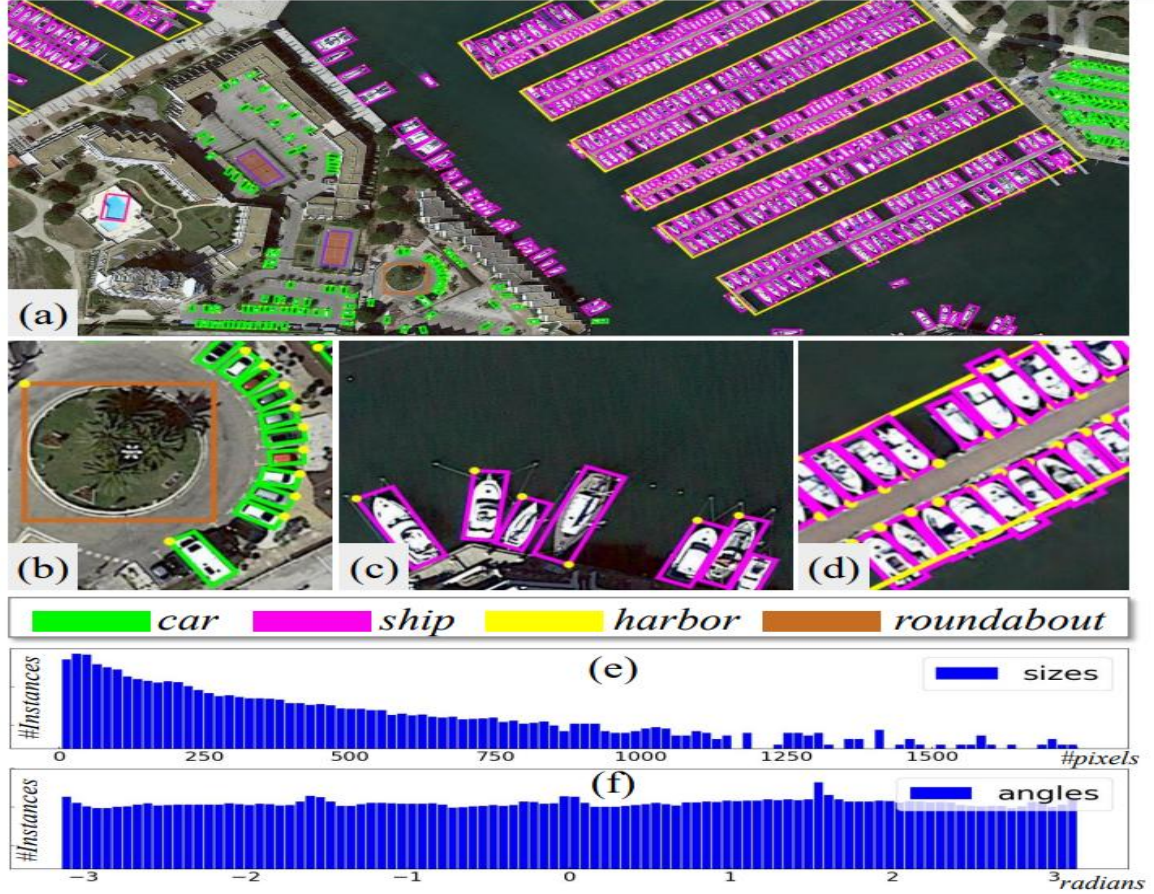 (a)
(b)
(c)
(d)
car ship harbor roundabout
#Instances
(e)
sizes
0 250 500 750 1000 1250 1500 #pixels
#Instances
(f)
angles
−3 −2 −1 0 1 2 3 radians